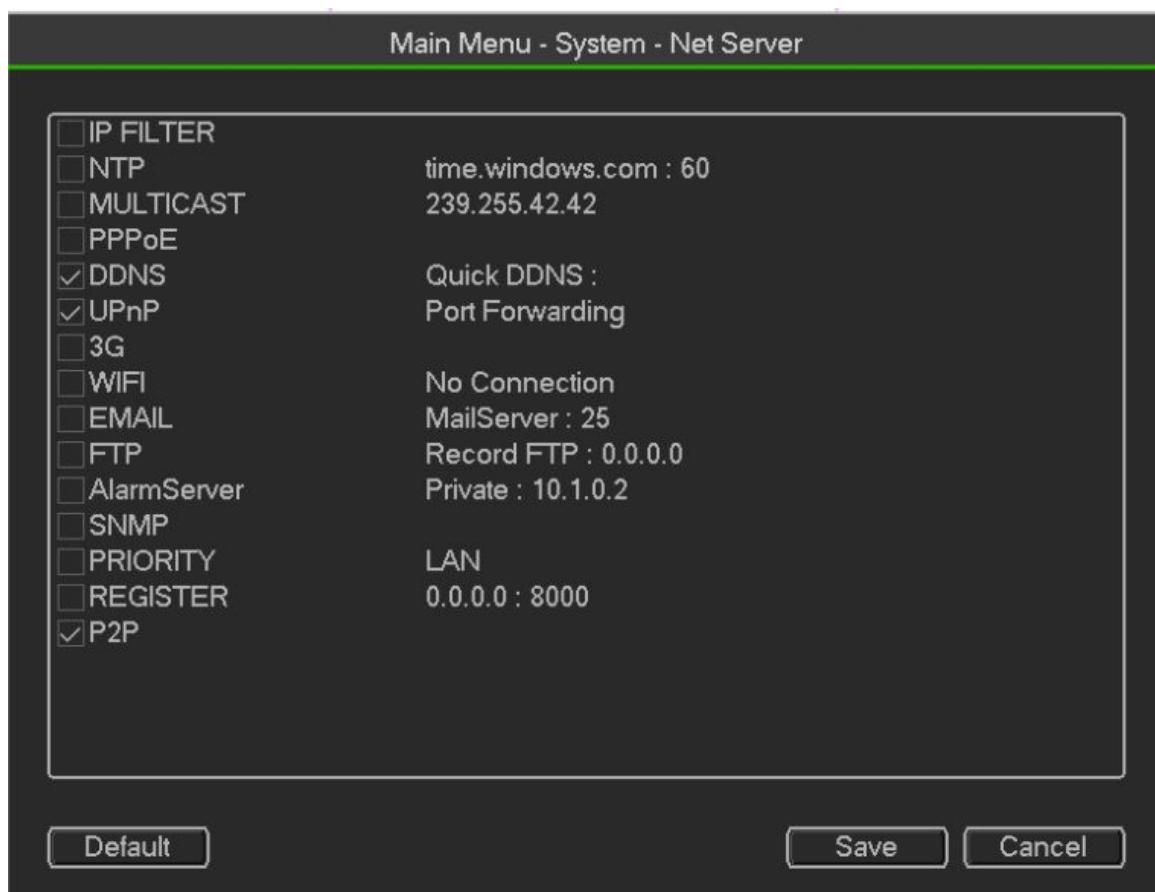 Main Menu - System - Net Server
IP FILTER
NTP time.windows.com : 60
MULTICAST 239.255.42.42
PPPoE
DDNS Quick DDNS :
UPnP Port Forwarding
3G
WIFI No Connection
EMAIL MailServer : 25
FTP Record FTP : 0.0.0.0
AlarmServer Private : 10.1.0.2
SNMP
PRIORITY LAN
REGISTER 0.0.0.0 : 8000
P2P
Default Save Cancel